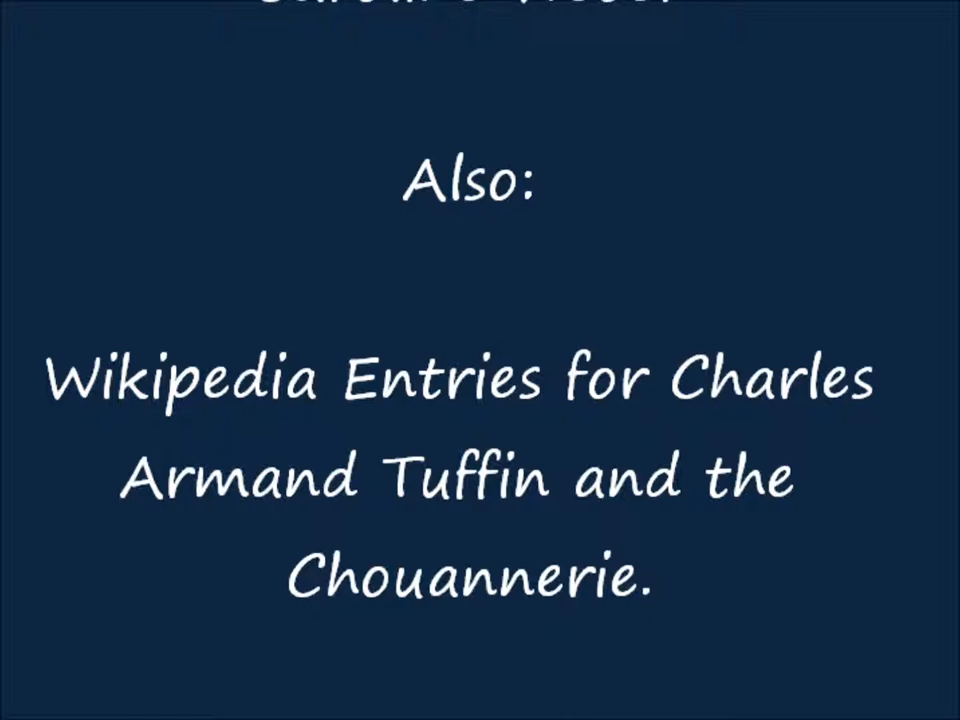 Also:
Wikipedia Entries for Charles
Armand Tuffin and the
Chouannerie.